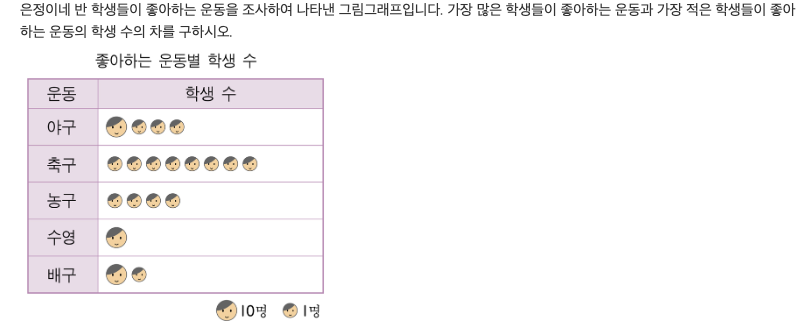 은정이네 반 학생들이 좋아하는 운동을 조사하여 나타낸 그림그래프입니다. 가장 많은 학생들이 좋아하는 운동과 가장 적은 학생들이 좋아
하는 운동의 학생 수의 차를 구하시오.
좋아하는 운동별 학생 수
운동 학생 수
야구
축구
농구
수영
배구
10명 1명